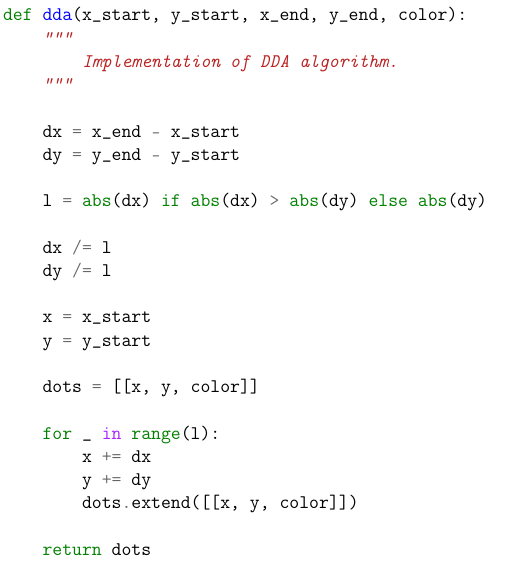 def dda(x_start, y_start, x_end, y_end, color):
    """
        Implementation of DDA algorithm.
    """

    dx = x_end - x_start
    dy = y_end - y_start

    l = abs(dx) if abs(dx) > abs(dy) else abs(dy)

    dx /= l
    dy /= l

    x = x_start
    y = y_start

    dots = [[x, y, color]]

    for _ in range(l):
        x += dx
        y += dy
        dots.extend([[x, y, color]])

    return dots